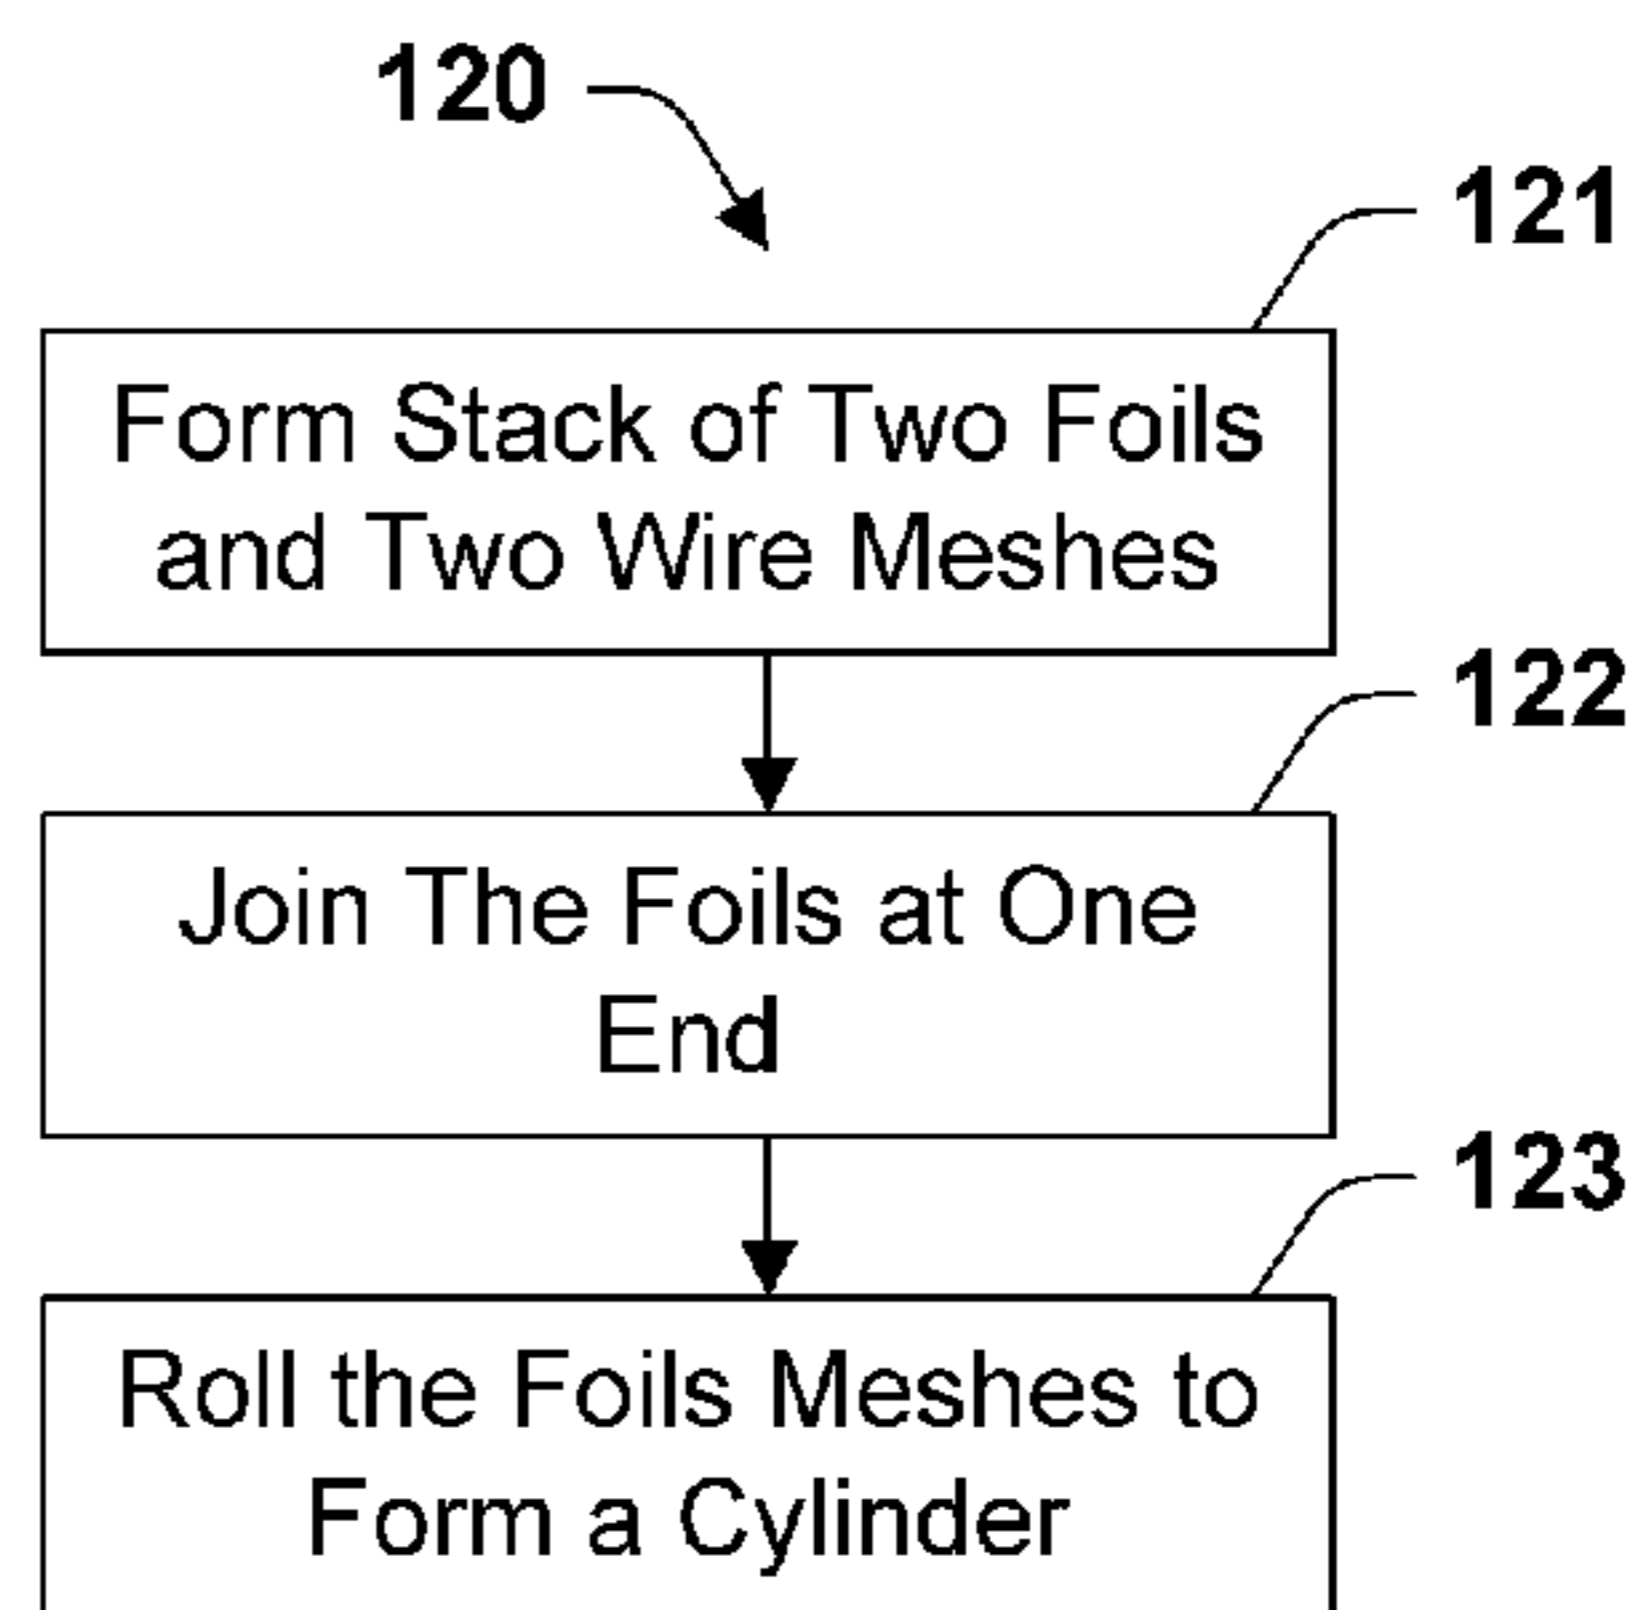 120
121
Form Stack of Two Foils
and Two Wire Meshes
122
Join The Foils at One
End
123
Roll the Foils Meshes to
Form a Cylinder